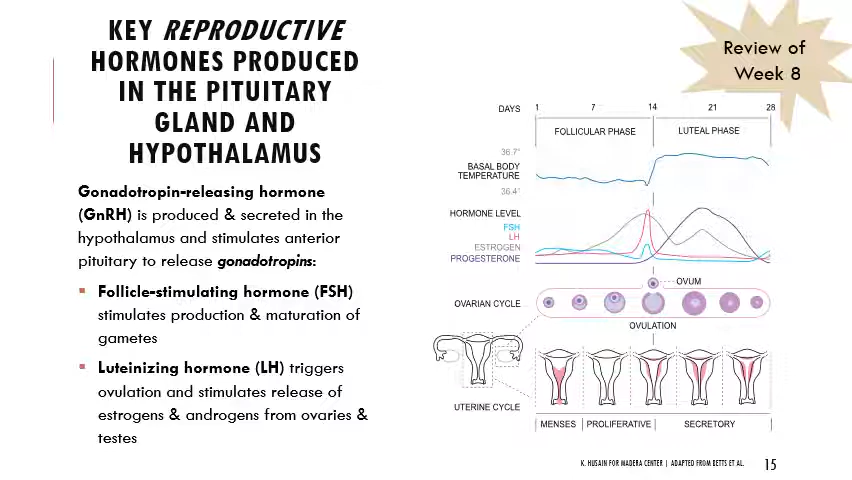 KEY REPRODUCTIVE
HORMONES PRODUCED
IN THE PITUITARY
GLAND AND
HYPOTHALAMUS
Review of
Week 8
Gonadotropin-releasing hormone
(GnRH) is produced & secreted in the
hypothalamus and stimulates anterior
pituitary to release gonadotropins:
▪ Follicle-stimulating hormone (FSH)
stimulates production & maturation of
gametes
▪ Luteinizing hormone (LH) triggers
ovulation and stimulates release of
estrogens & androgens from ovaries &
testes
DAYS 1 7 14 21 28
FOLLICULAR PHASE LUTEAL PHASE
36.7°
BASAL BODY
TEMPERATURE
36.4°
HORMONE LEVEL
FSH
LH
ESTROGEN
PROGESTERONE
OVUM
OVARIAN CYCLE
OVULATION
UTERINE CYCLE
MENSES PROLIFERATIVE SECRETORY
K. HUSAIN FOR MADERA CENTER | ADAPTED FROM BETTS ET AL. 15